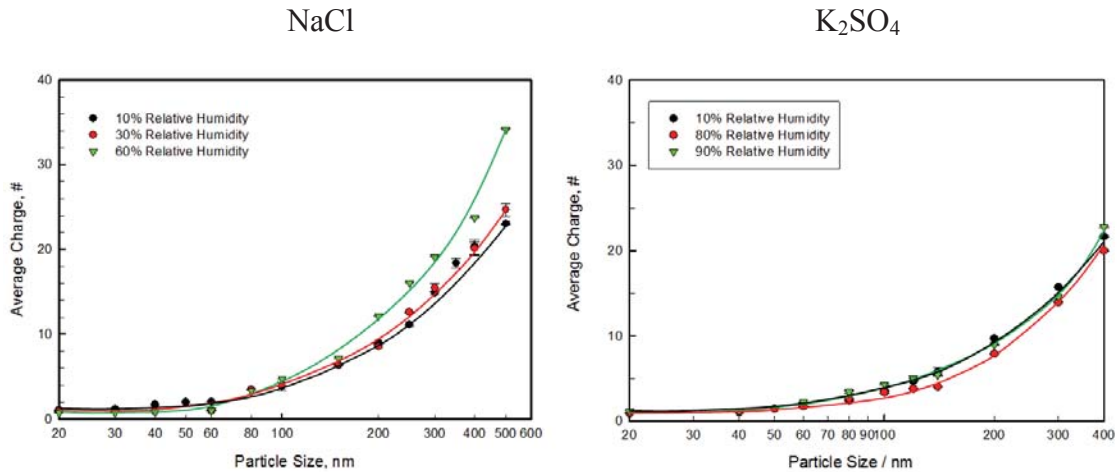 NaCl
K₂SO₄
40
30
20
10
0
10% Relative Humidity
30% Relative Humidity
60% Relative Humidity
Average Charge, #
20 30 40 50 60 80 100 200 300 400 500 600
Particle Size, nm
40
30
20
10
0
10% Relative Humidity
80% Relative Humidity
90% Relative Humidity
Average Charge, #
20 30 40 50 60 70 80 90100 200 300 400
Particle Size / nm